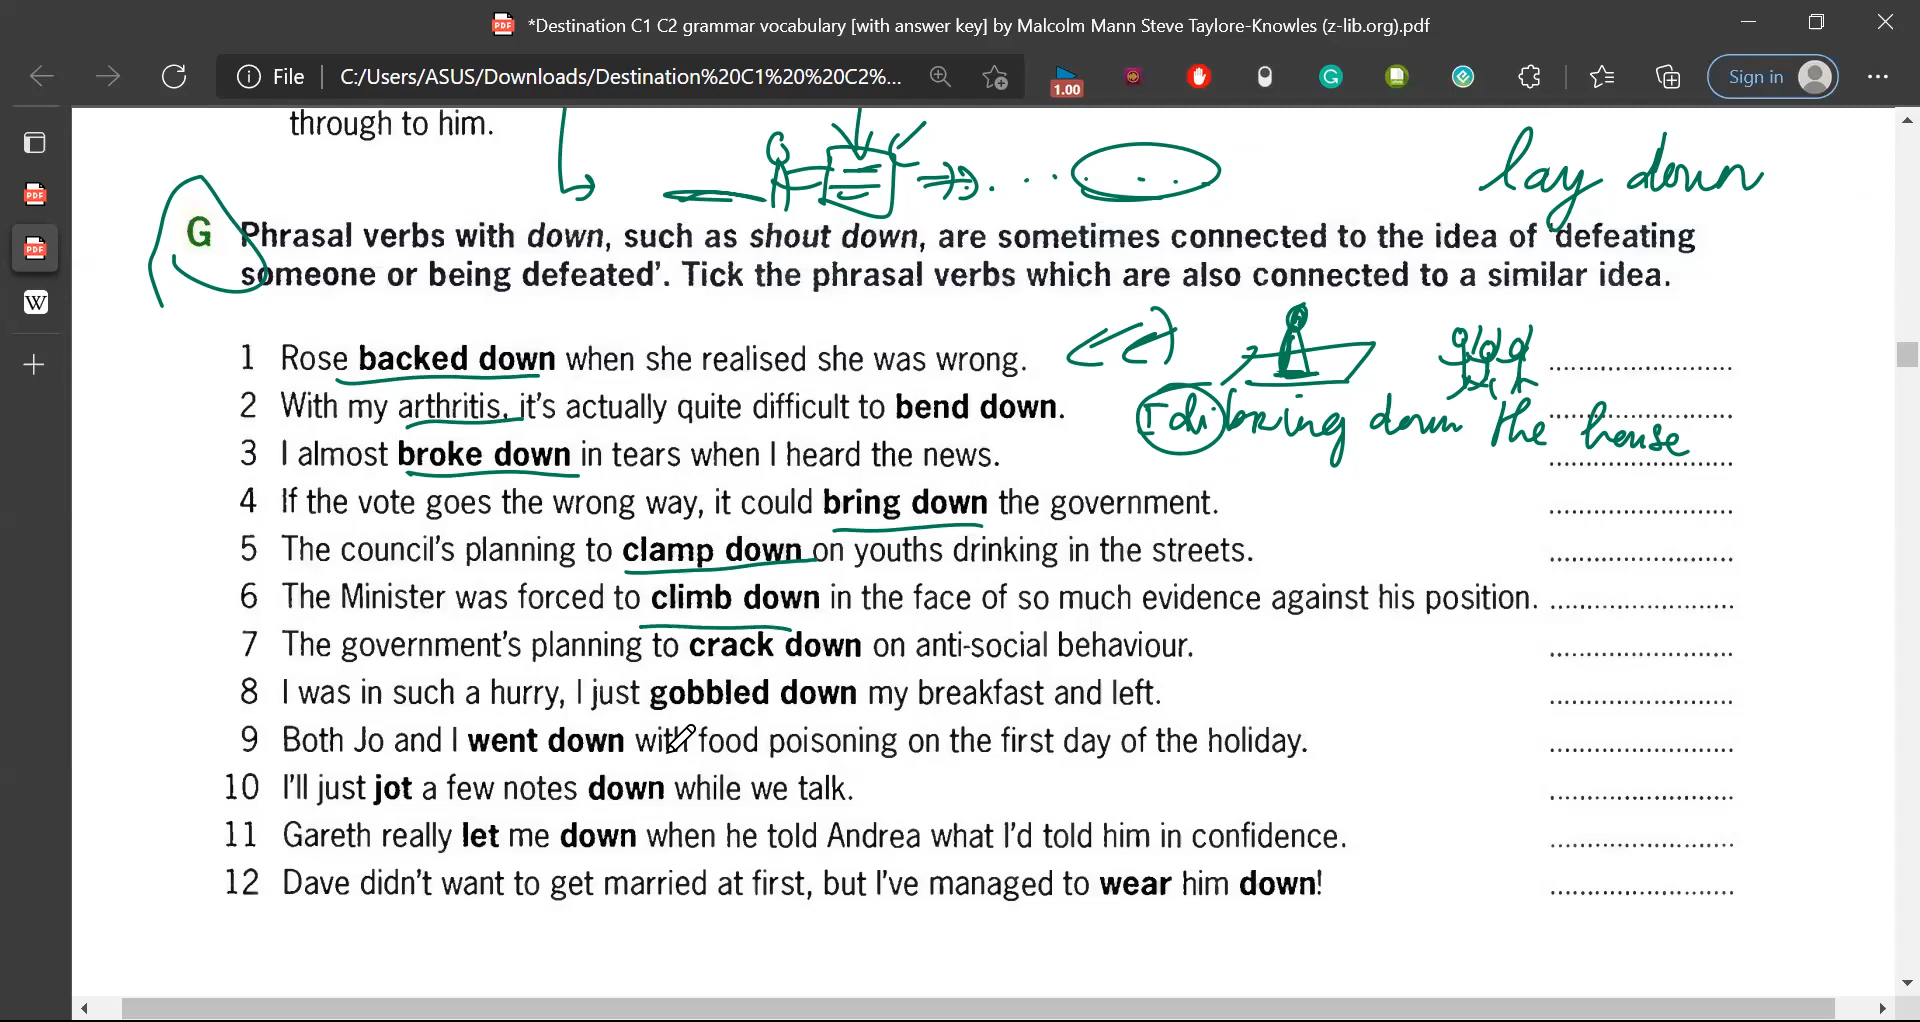 *Destination C1 C2 grammar vocabulary [with answer key] by Malcolm Mann Steve Taylore-Knowles (z-lib.org).pdf
File C:/Users/ASUS/Downloads/Destination%20C1%20%20C2%... 1.00 Sign in
through to him.
lay down
G Phrasal verbs with down, such as shout down, are sometimes connected to the idea of 'defeating
someone or being defeated'. Tick the phrasal verbs which are also connected to a similar idea.
1 Rose backed down when she realised she was wrong. ..............................
2 With my arthritis, it's actually quite difficult to bend down. ..............................
bring down the house
3 I almost broke down in tears when I heard the news. ..............................
4 If the vote goes the wrong way, it could bring down the government. ..............................
5 The council's planning to clamp down on youths drinking in the streets. ..............................
6 The Minister was forced to climb down in the face of so much evidence against his position. ..............................
7 The government's planning to crack down on anti-social behaviour. ..............................
8 I was in such a hurry, I just gobbled down my breakfast and left. ..............................
9 Both Jo and I went down with food poisoning on the first day of the holiday. ..............................
10 I'll just jot a few notes down while we talk. ..............................
11 Gareth really let me down when he told Andrea what I'd told him in confidence. ..............................
12 Dave didn't want to get married at first, but I've managed to wear him down! ..............................